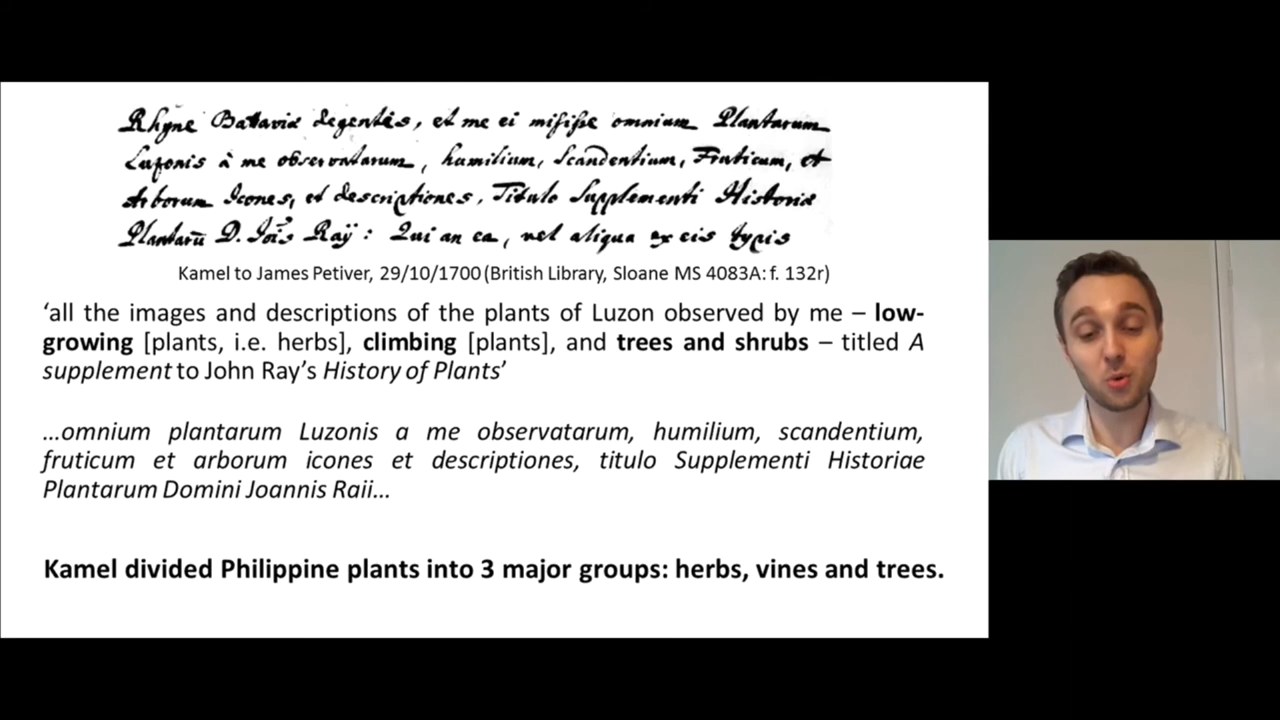 Rhyne Bataviæ degentis, et me ei misisse omnium Plantarum
Luzonis à me observatarum, humilium, Scandentium, Fruticum, et
Arborum Icones, et descriptiones, Titulo Supplementi Historiæ
Plantarū D. Jois Raÿ: Qui an ea, vel aliqua ex eis typis
Kamel to James Petiver, 29/10/1700 (British Library, Sloane MS 4083A: f. 132r)
‘all the images and descriptions of the plants of Luzon observed by me – low-
growing [plants, i.e. herbs], climbing [plants], and trees and shrubs – titled A
supplement to John Ray’s History of Plants’
…omnium plantarum Luzonis a me observatarum, humilium, scandentium,
fruticum et arborum icones et descriptiones, titulo Supplementi Historiae
Plantarum Domini Joannis Raii…
Kamel divided Philippine plants into 3 major groups: herbs, vines and trees.